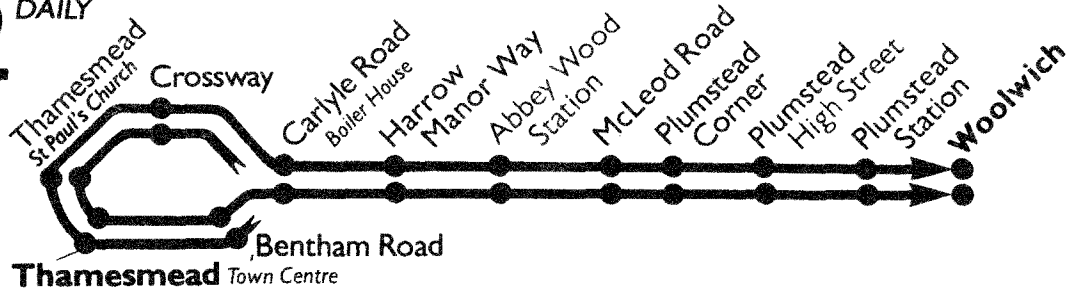 DAILY
Thamesmead
St Paul's Church
Crossway
Carlyle Road
Boiler House
Harrow
Manor Way
Abbey Wood
Station
McLeod Road
Plumstead
Corner
Plumstead
High Street
Plumstead
Station
Woolwich
Bentham Road
Thamesmead Town Centre